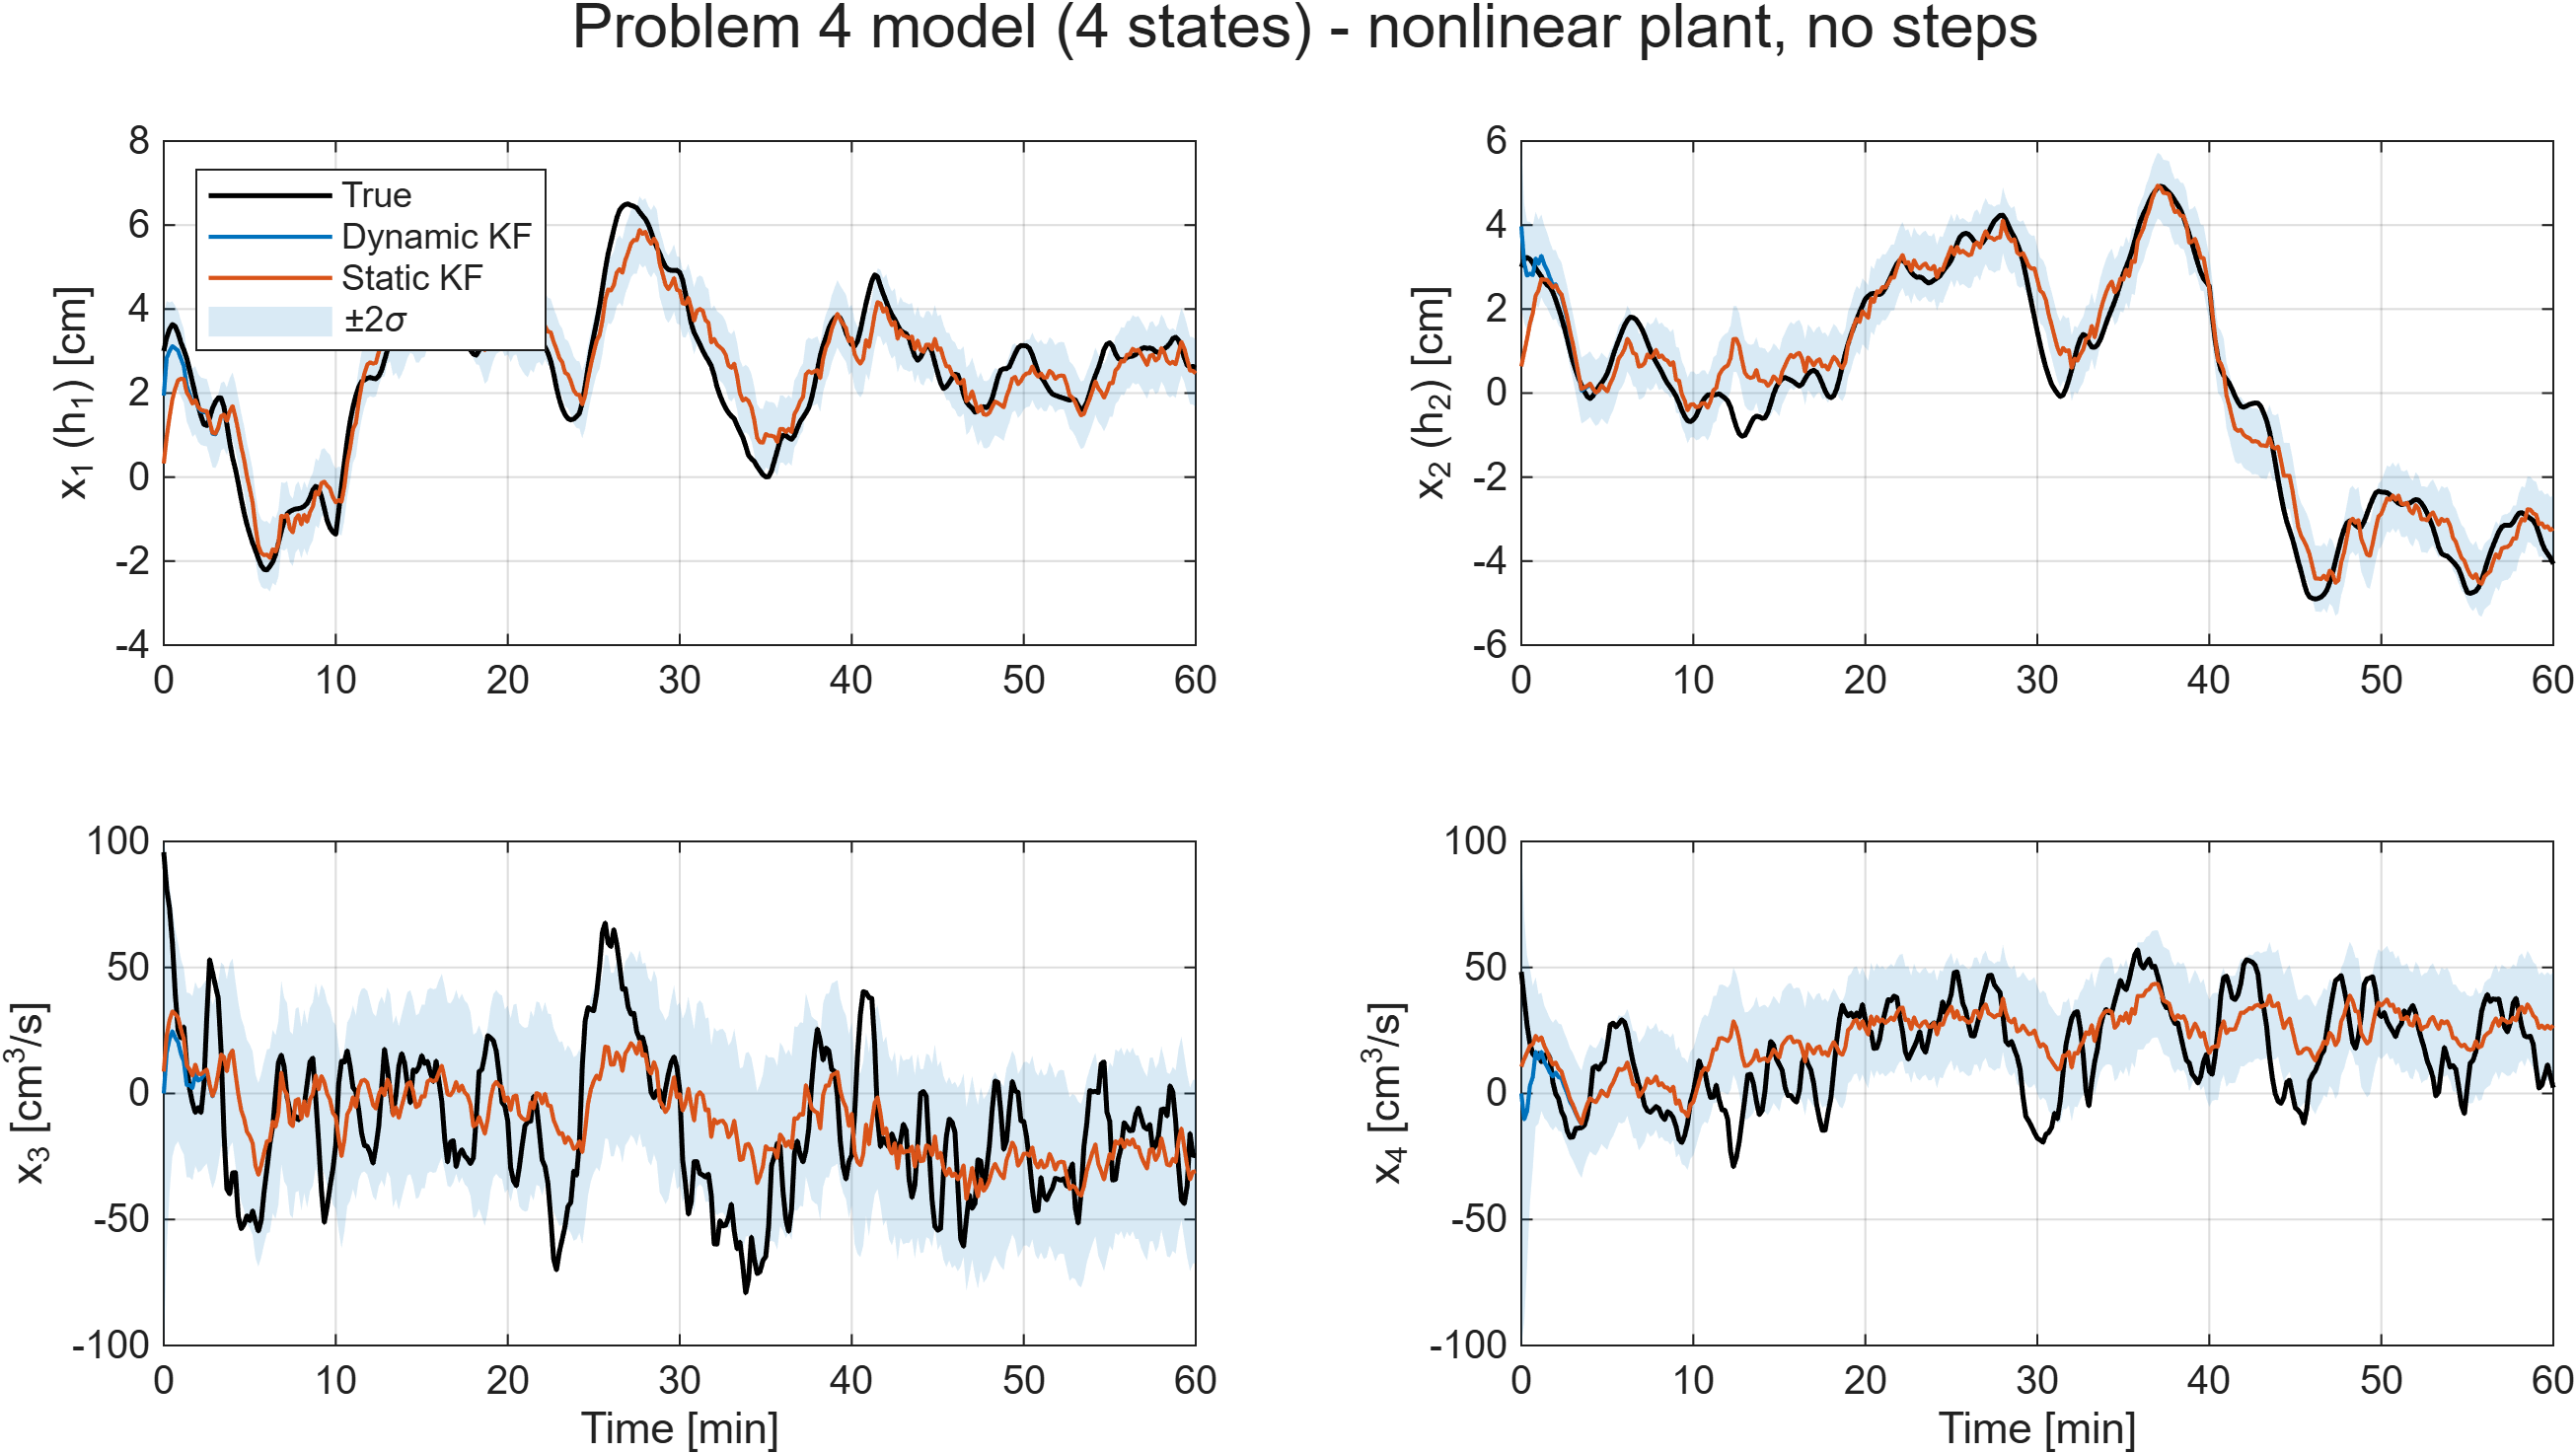 Problem 4 model (4 states) - nonlinear plant, no steps
x₁ (h₁) [cm]
8
6
4
2
0
-2
-4
True
Dynamic KF
Static KF
±2σ
0 10 20 30 40 50 60
x₂ (h₂) [cm]
6
4
2
0
-2
-4
-6
0 10 20 30 40 50 60
x₃ [cm³/s]
100
50
0
-50
-100
0 10 20 30 40 50 60
Time [min]
x₄ [cm³/s]
100
50
0
-50
-100
0 10 20 30 40 50 60
Time [min]